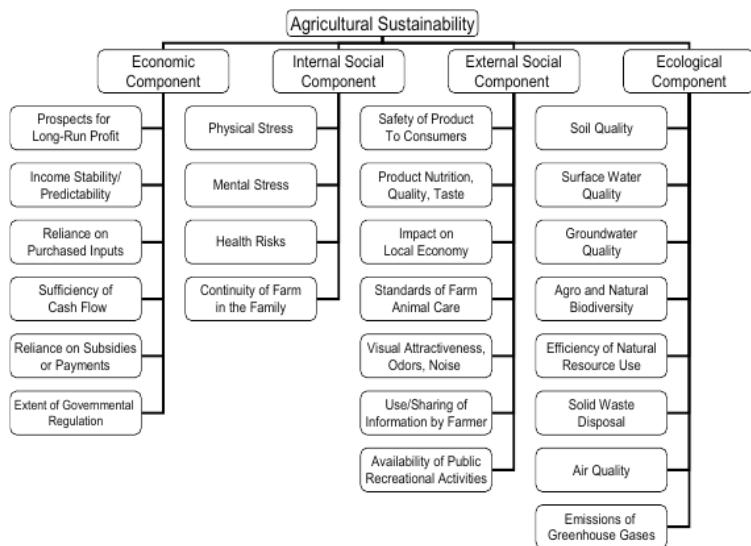 Agricultural Sustainability
Economic
Component
Prospects for
Long-Run Profit
Income Stability/
Predictability
Reliance on
Purchased Inputs
Sufficiency of
Cash Flow
Reliance on Subsidies
or Payments
Extent of Governmental
Regulation
Internal Social
Component
Physical Stress
Mental Stress
Health Risks
Continuity of Farm
in the Family
External Social
Component
Safety of Product
To Consumers
Product Nutrition,
Quality, Taste
Impact on
Local Economy
Standards of Farm
Animal Care
Visual Attractiveness,
Odors, Noise
Use/Sharing of
Information by Farmer
Availability of Public
Recreational Activities
Ecological
Component
Soil Quality
Surface Water
Quality
Groundwater
Quality
Agro and Natural
Biodiversity
Efficiency of Natural
Resource Use
Solid Waste
Disposal
Air Quality
Emissions of
Greenhouse Gases